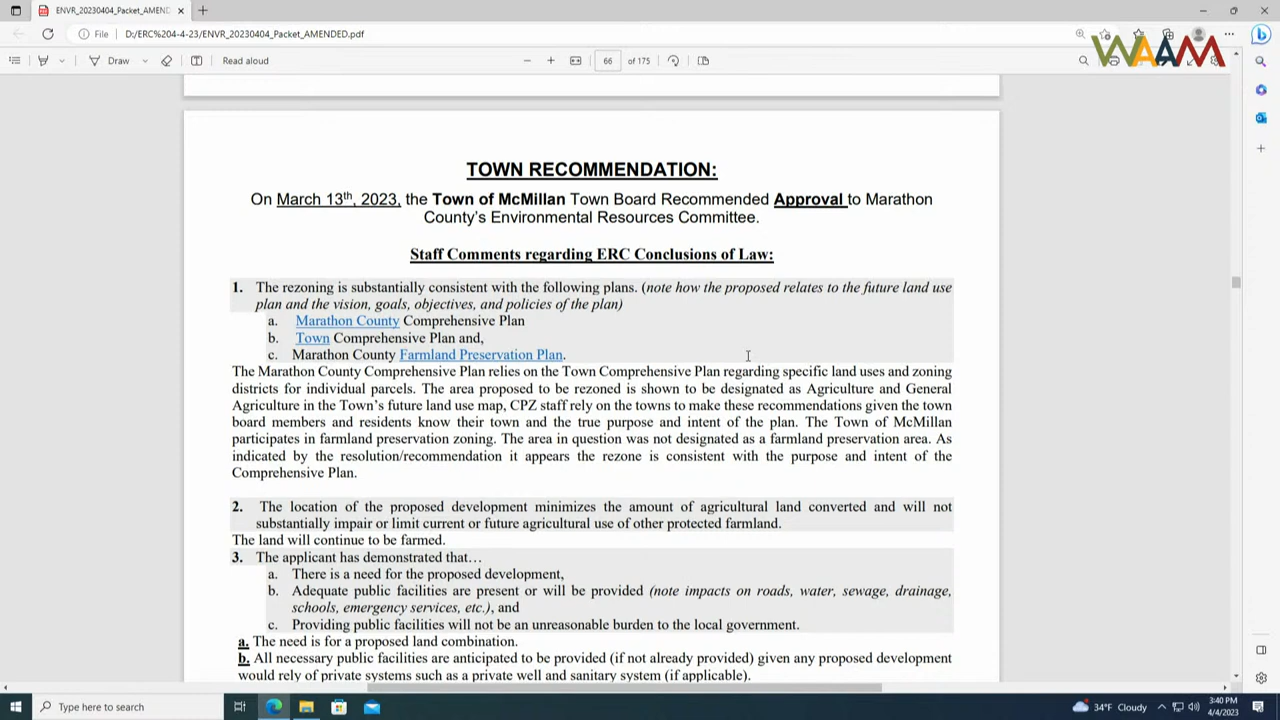 ENVR_20230404_Packet_AMEND
File
D:/ERC%204-4-23/ENVR_20230404_Packet_AMENDED.pdf
WAAM
Draw
Read aloud
66
of 175
TOWN RECOMMENDATION:
On March 13th, 2023, the Town of McMillan Town Board Recommended Approval to Marathon
County's Environmental Resources Committee.
Staff Comments regarding ERC Conclusions of Law:
1. The rezoning is substantially consistent with the following plans. (note how the proposed relates to the future land use
plan and the vision, goals, objectives, and policies of the plan)
a. Marathon County Comprehensive Plan
b. Town Comprehensive Plan and,
c. Marathon County Farmland Preservation Plan.
The Marathon County Comprehensive Plan relies on the Town Comprehensive Plan regarding specific land uses and zoning
districts for individual parcels. The area proposed to be rezoned is shown to be designated as Agriculture and General
Agriculture in the Town's future land use map, CPZ staff rely on the towns to make these recommendations given the town
board members and residents know their town and the true purpose and intent of the plan. The Town of McMillan
participates in farmland preservation zoning. The area in question was not designated as a farmland preservation area. As
indicated by the resolution/recommendation it appears the rezone is consistent with the purpose and intent of the
Comprehensive Plan.
2. The location of the proposed development minimizes the amount of agricultural land converted and will not
substantially impair or limit current or future agricultural use of other protected farmland.
The land will continue to be farmed.
3. The applicant has demonstrated that…
a. There is a need for the proposed development,
b. Adequate public facilities are present or will be provided (note impacts on roads, water, sewage, drainage,
schools, emergency services, etc.), and
c. Providing public facilities will not be an unreasonable burden to the local government.
a. The need is for a proposed land combination.
b. All necessary public facilities are anticipated to be provided (if not already provided) given any proposed development
would rely of private systems such as a private well and sanitary system (if applicable).
Type here to search
34°F Cloudy
3:40 PM
4/4/2023